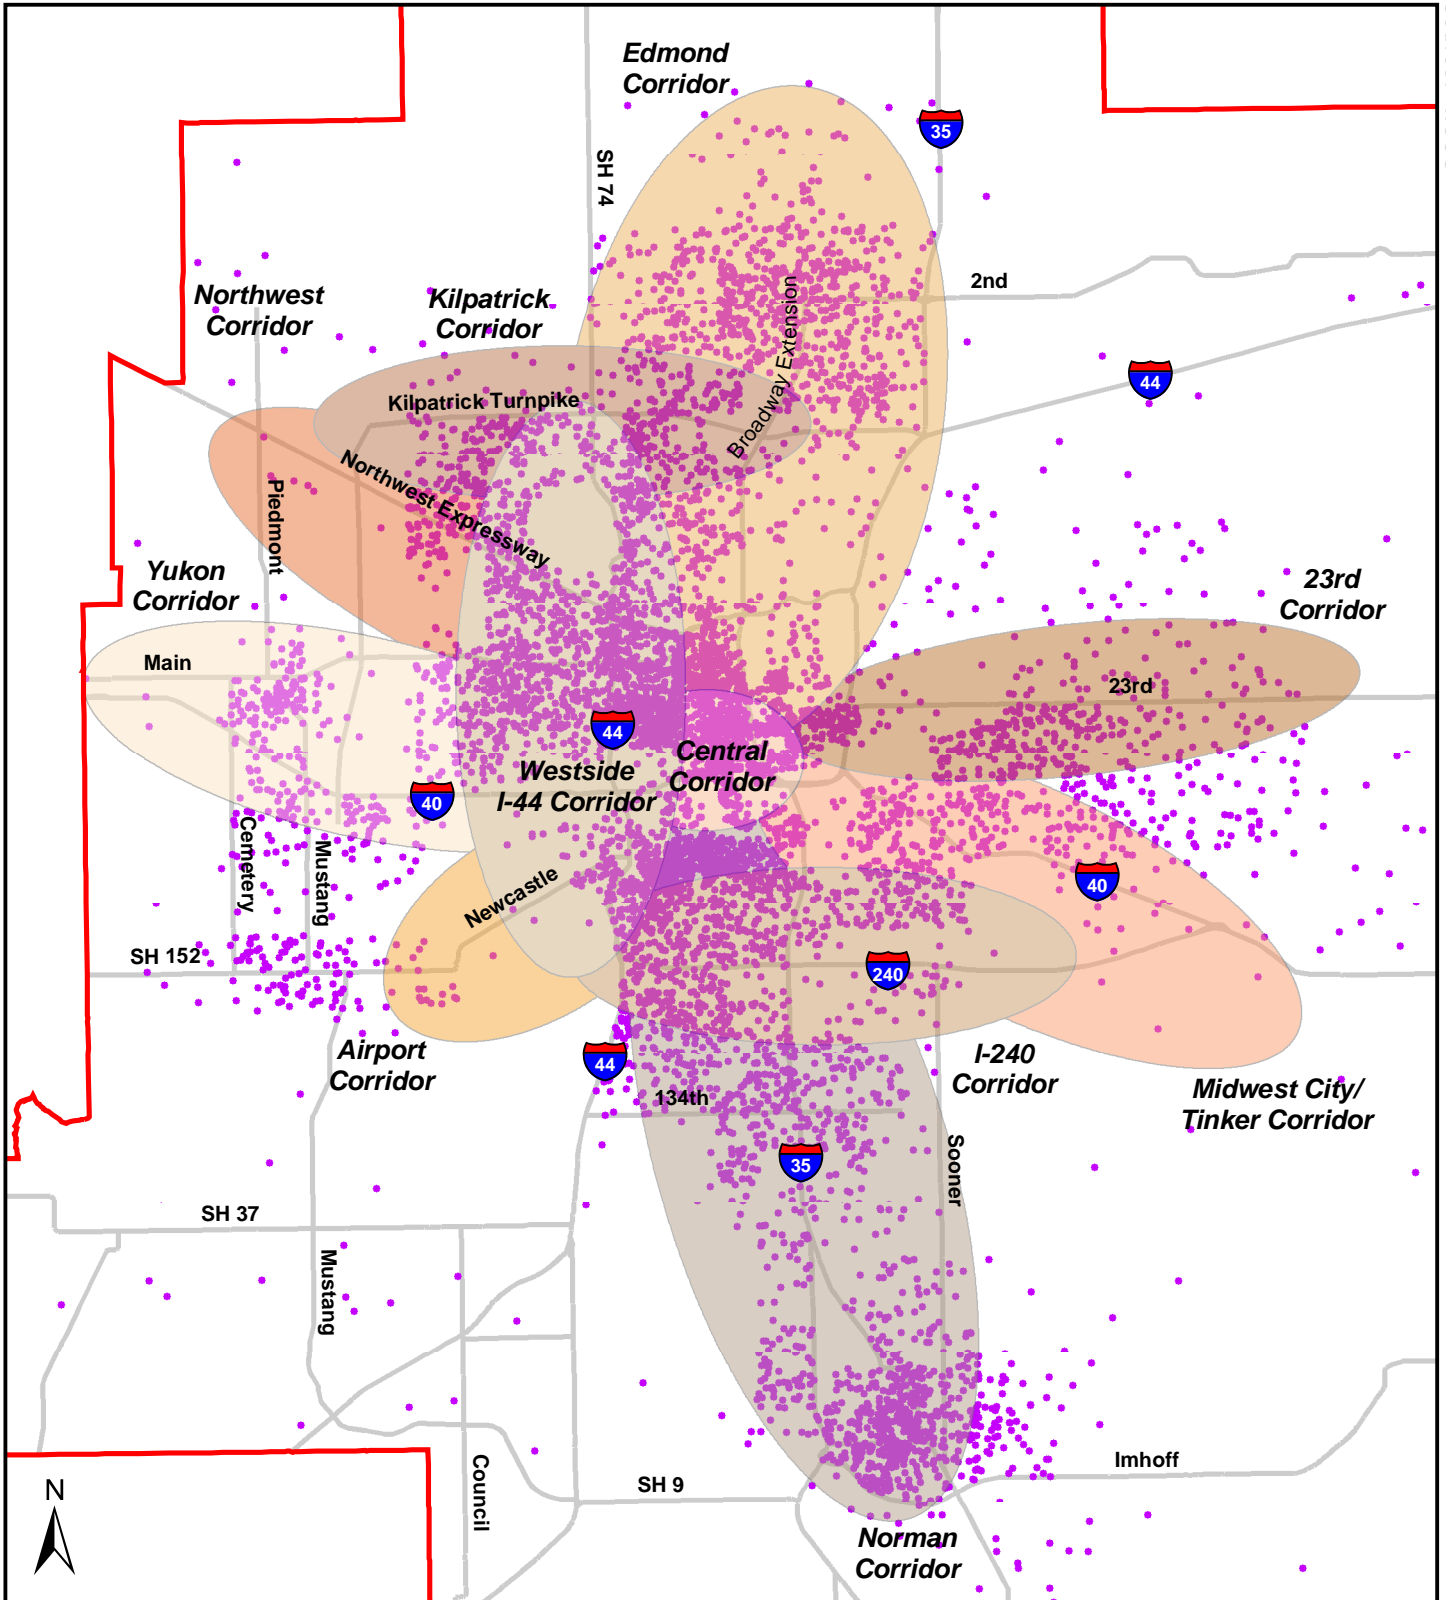 Edmond
Corridor
35
SH 74
2nd
Northwest
Corridor
Kilpatrick
Corridor
Broadway Extension
44
Kilpatrick Turnpike
Northwest Expressway
Piedmont
Yukon
Corridor
23rd
Corridor
Main
23rd
44
Central
Corridor
Westside
I-44 Corridor
40
Cemetery
Mustang
Newcastle
40
SH 152
240
Airport
Corridor
44
I-240
Corridor
Midwest City/
Tinker Corridor
134th
35
Sooner
SH 37
Mustang
Council
Imhoff
SH 9
N
Norman
Corridor